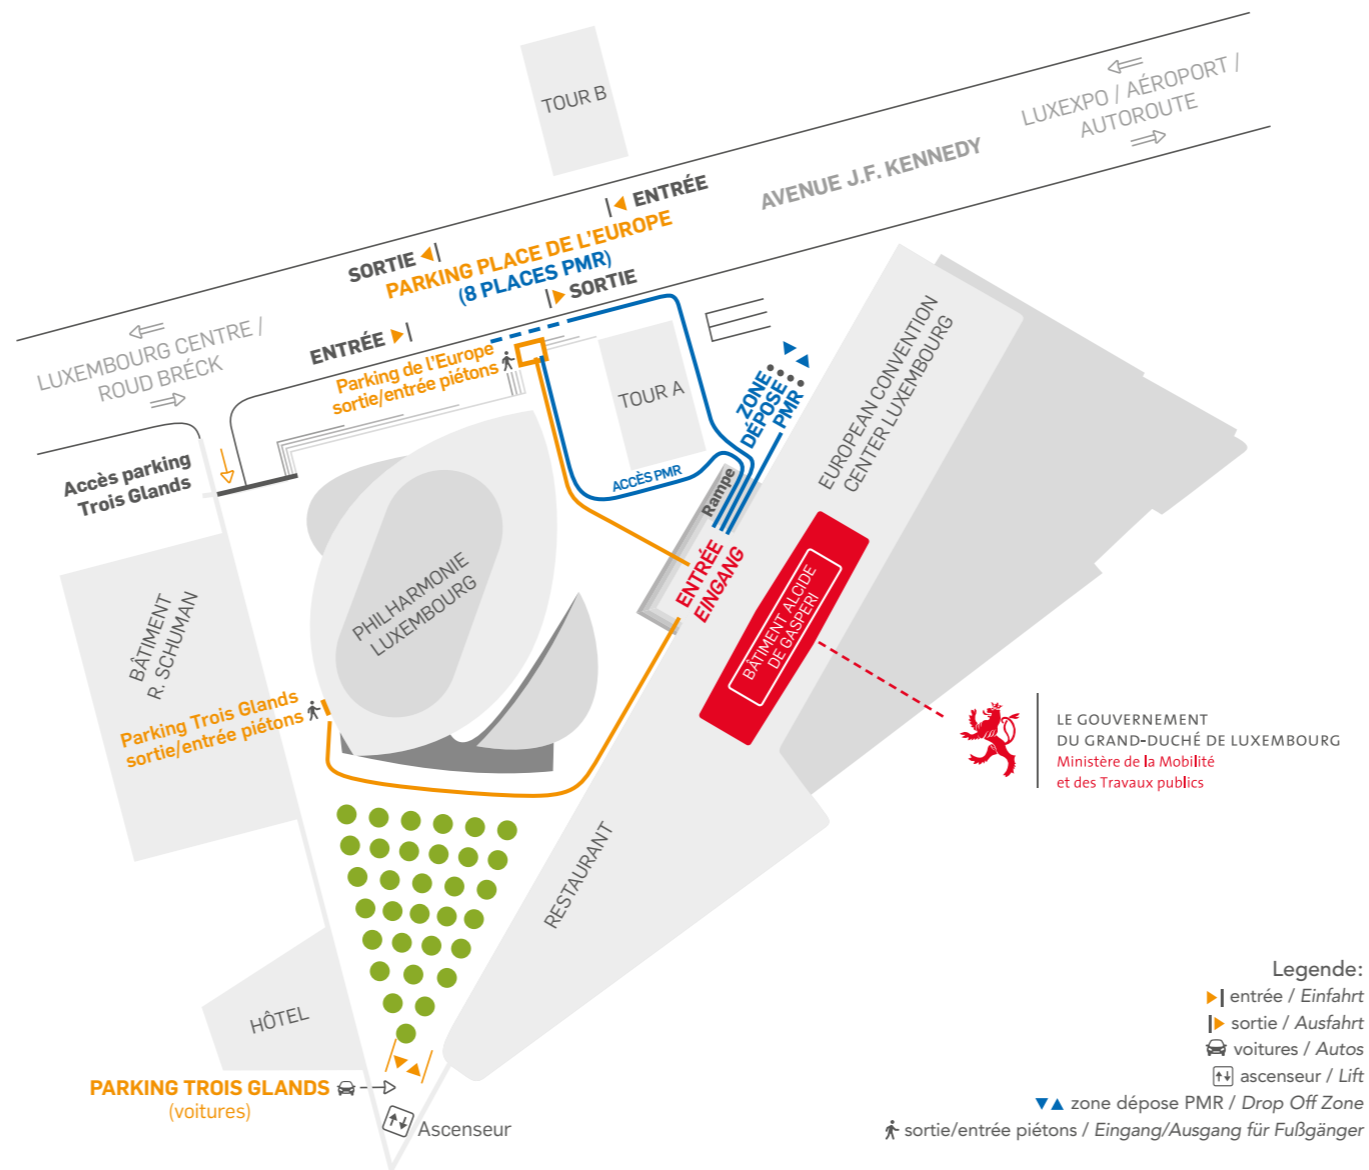 TOUR B
LUXEXPO / AÉROPORT /
AUTOROUTE
AVENUE J.F. KENNEDY
ENTRÉE
SORTIE
PARKING PLACE DE L'EUROPE
(8 PLACES PMR)
SORTIE
ENTRÉE
LUXEMBOURG CENTRE /
ROUD BRÉCK
Parking de l'Europe
sortie/entrée piétons
TOUR A
ZONE
DÉPOSE
PMR
EUROPEAN CONVENTION
CENTER LUXEMBOURG
Accès parking
Trois Glands
ACCÈS PMR
Rampe
ENTRÉE
EINGANG
PHILHARMONIE
LUXEMBOURG
BÂTIMENT
R. SCHUMAN
BÂTIMENT ALCIDE
DE GASPERI
Parking Trois Glands
sortie/entrée piétons
LE GOUVERNEMENT
DU GRAND-DUCHÉ DE LUXEMBOURG
Ministère de la Mobilité
et des Travaux publics
RESTAURANT
HÔTEL
PARKING TROIS GLANDS
(voitures)
Ascenseur
Legende:
entrée / Einfahrt
sortie / Ausfahrt
voitures / Autos
ascenseur / Lift
zone dépose PMR / Drop Off Zone
sortie/entrée piétons / Eingang/Ausgang für Fußgänger